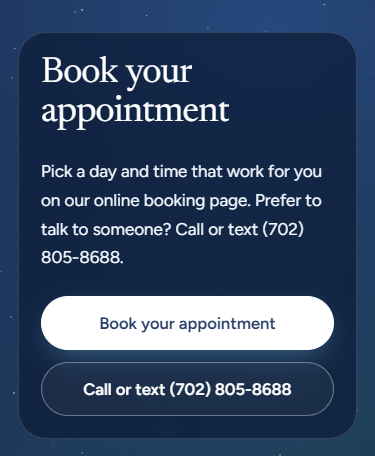 Book your
appointment
Pick a day and time that work for you
on our online booking page. Prefer to
talk to someone? Call or text (702)
805-8688.
Book your appointment
Call or text (702) 805-8688